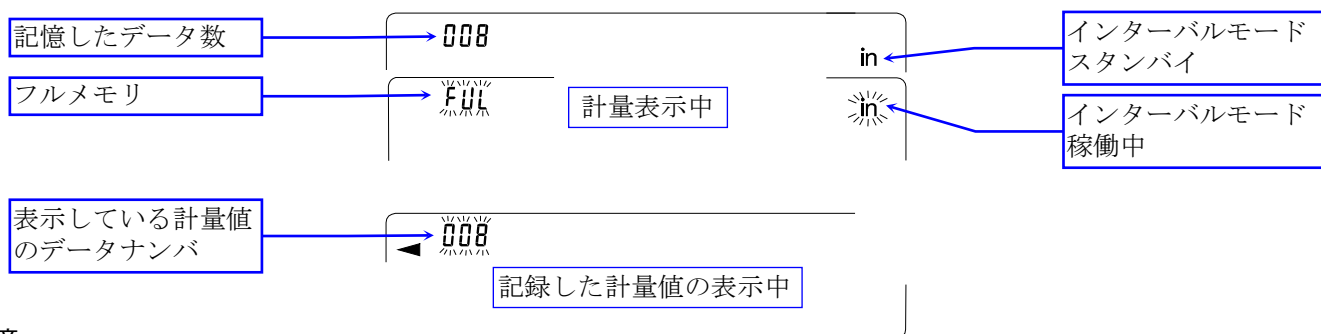 記憶したデータ数
008
in
インターバルモード
スタンバイ
フルメモリ
FUL
計量表示中
in
インターバルモード
稼働中
表示している計量値
のデータナンバ
008
記録した計量値の表示中